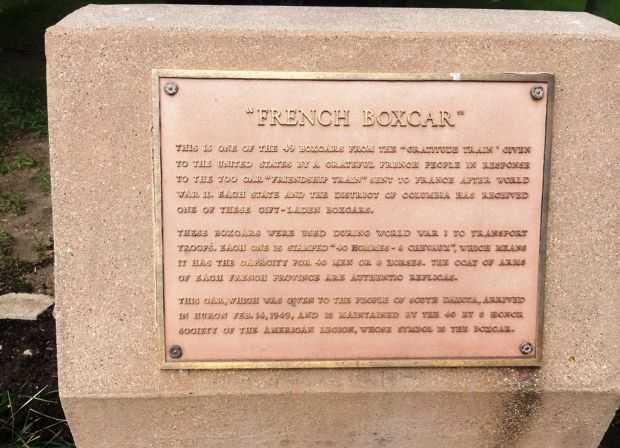 "FRENCH BOXCAR"
THIS IS ONE OF THE 49 BOXCARS FROM THE "GRATITUDE TRAIN" GIVEN
TO THE UNITED STATES BY A GRATEFUL FRENCH PEOPLE IN RESPONSE
TO THE 700 CAR "FRIENDSHIP TRAIN" SENT TO FRANCE AFTER WORLD
WAR II. EACH STATE AND THE DISTRICT OF COLUMBIA HAS RECEIVED
ONE OF THESE GIFT-LADEN BOXCARS.
THESE BOXCARS WERE USED DURING WORLD WAR I TO TRANSPORT
TROOPS. EACH ONE IS STAMPED "40 HOMMES - 8 CHEVAUX", WHICH MEANS
IT HAS THE CAPACITY FOR 40 MEN OR 8 HORSES. THE COAT OF ARMS
OF EACH FRENCH PROVINCE ARE AUTHENTIC REPLICAS.
THIS CAR, WHICH WAS GIVEN TO THE PEOPLE OF SOUTH DAKOTA, ARRIVED
IN HURON FEB. 14, 1949, AND IS MAINTAINED BY THE 40 ET 8 HONOR
SOCIETY OF THE AMERICAN LEGION, WHOSE SYMBOL IS THE BOXCAR.